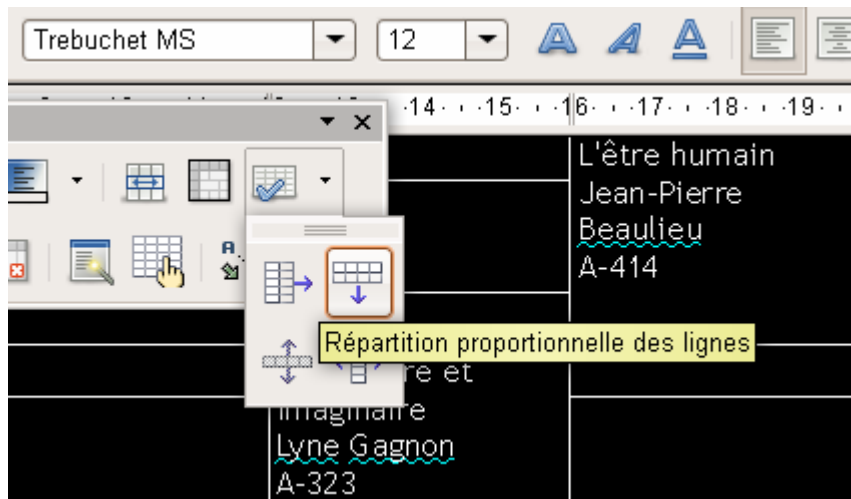 Trebuchet MS
12
·14· ı ·15· ı ·16· ı ·17· ı ·18· ı ·19· ı
L'être humain
Jean-Pierre
Beaulieu
A-414
Répartition proportionnelle des lignes
re et
imaginaire
Lyne Gagnon
A-323